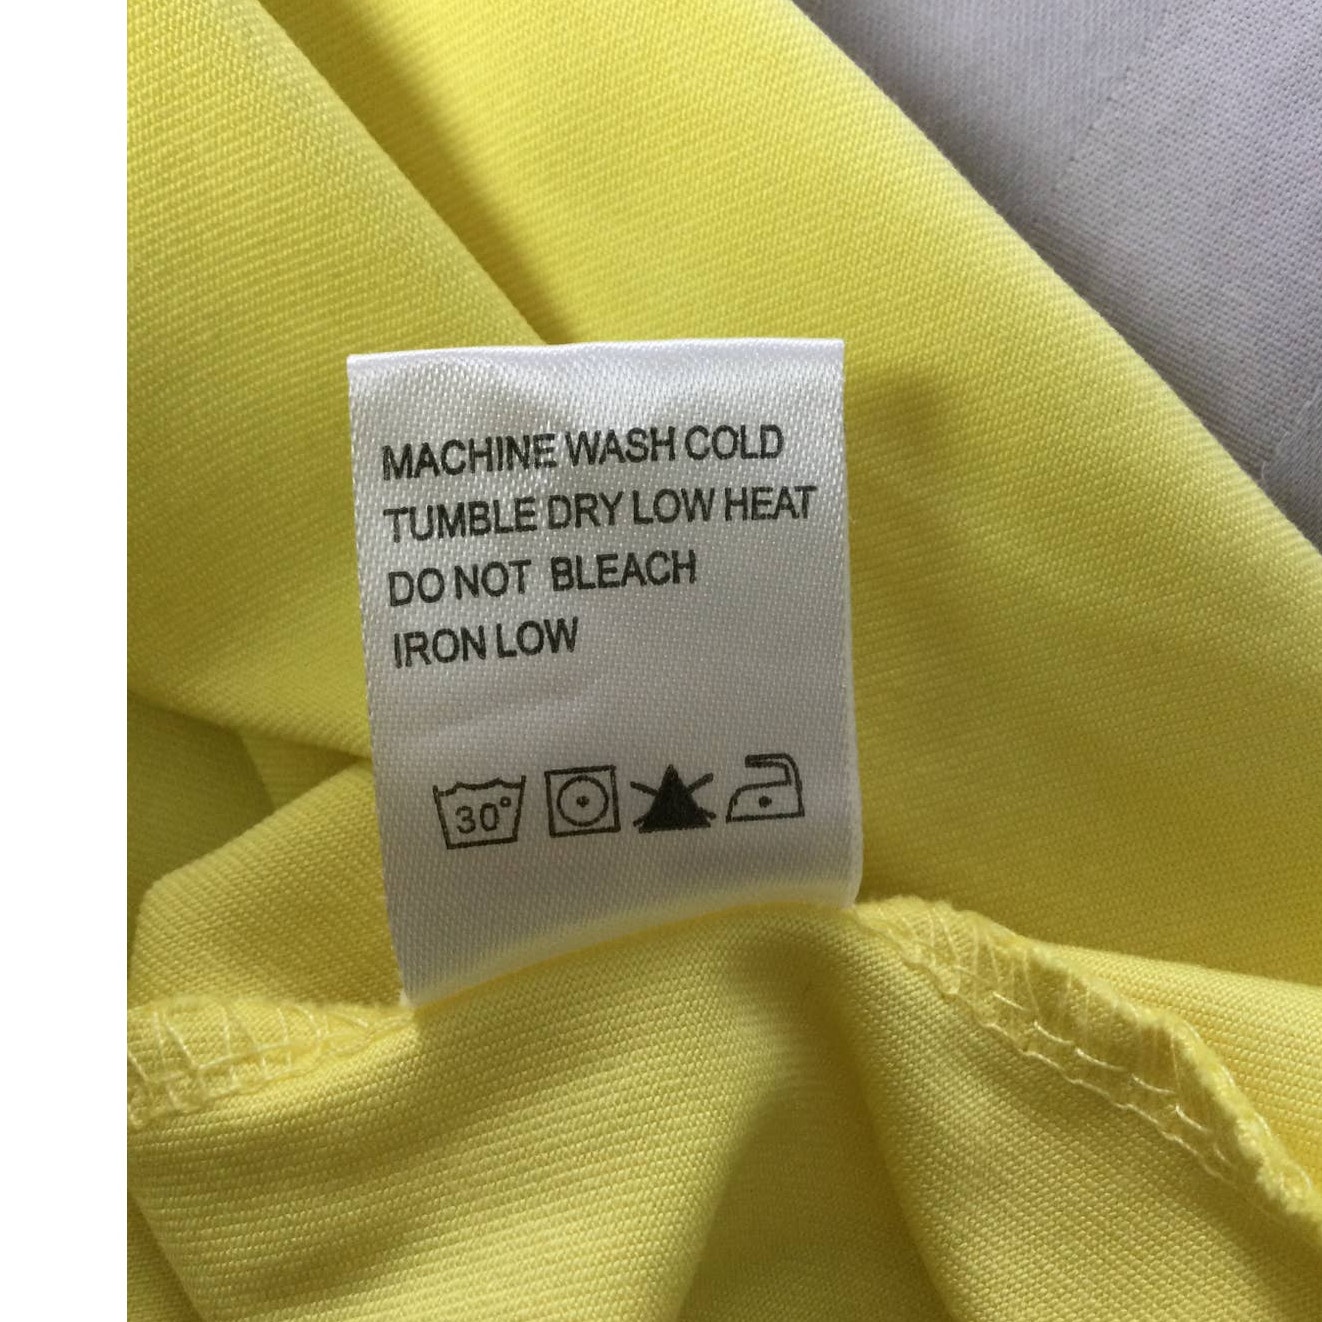 MACHINE WASH COLD
TUMBLE DRY LOW HEAT
DO NOT BLEACH
IRON LOW
30°